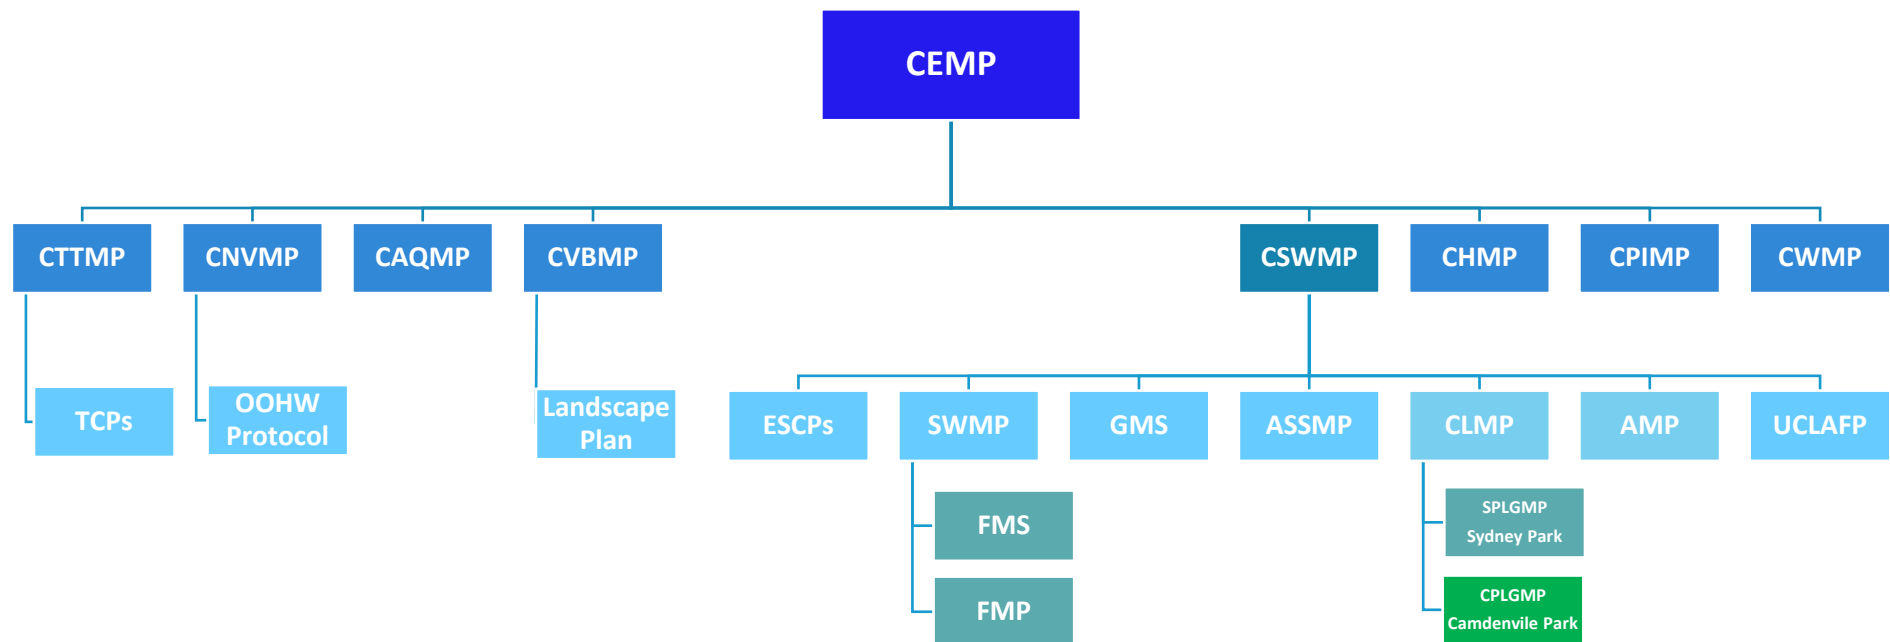 CEMP
CTTMP
CNVMP
CAQMP
CVBMP
CSWMP
CHMP
CPIMP
CWMP
TCPs
OOHW
Protocol
Landscape
Plan
ESCPs
SWMP
GMS
ASSMP
CLMP
AMP
UCLAFP
FMS
FMP
SPLGMP
Sydney Park
CPLGMP
Camdenvile Park